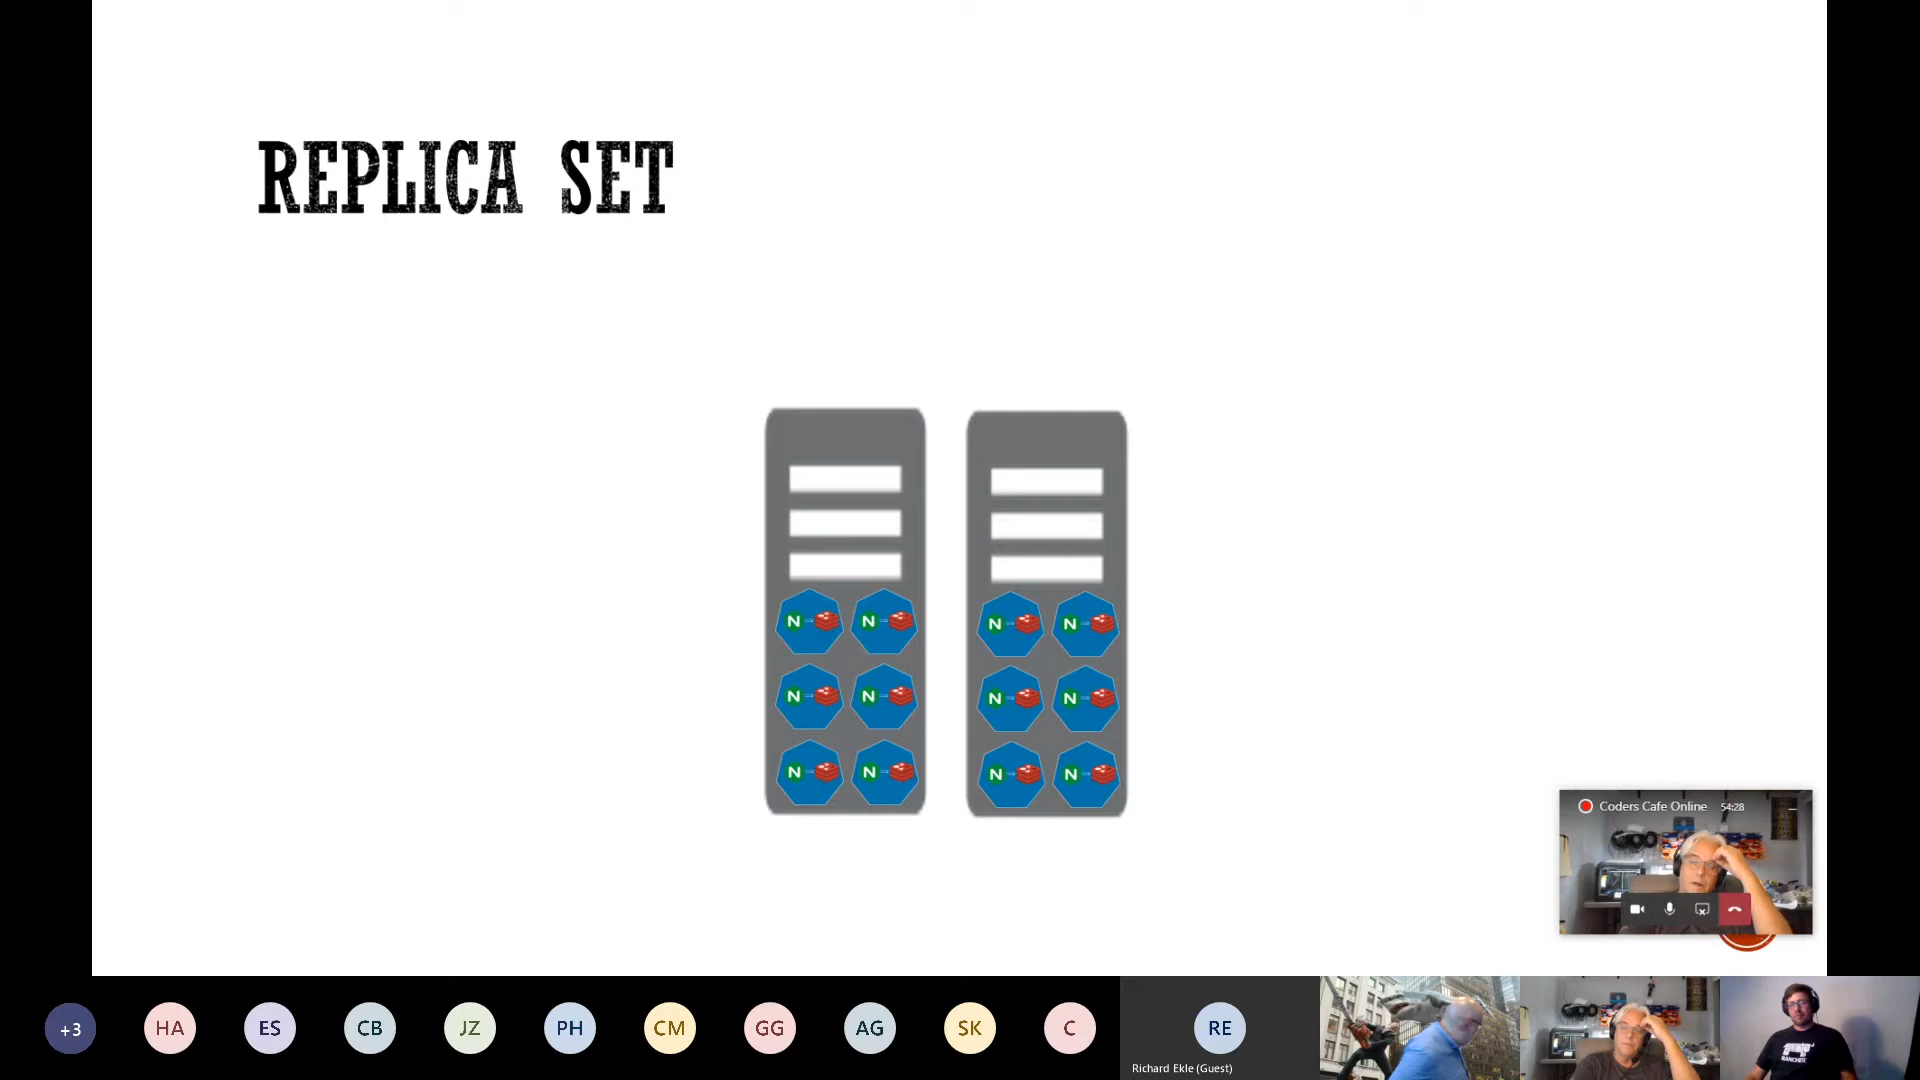 REPLICA SET
N N N N
N N N N
N N N N
Coders Cafe Online 54:28
+3 HA ES CB JZ PH CM GG AG SK C RE
Richard Ekle (Guest)
RANCHER